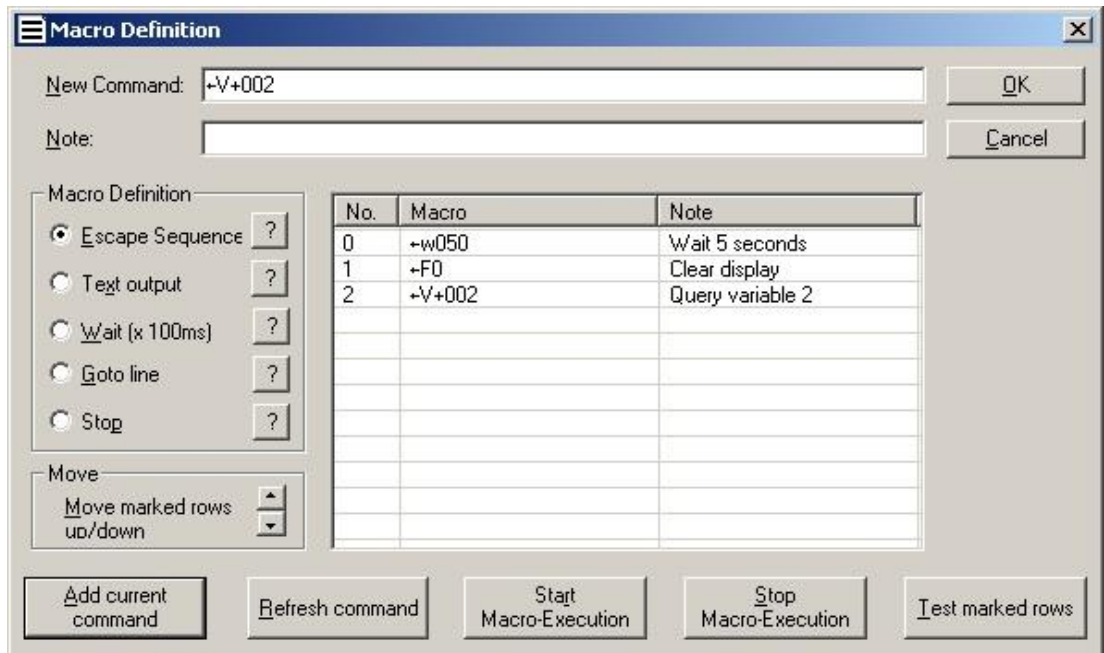 Macro Definition
New Command: ←V+002
OK
Note:
Cancel
Macro Definition
Escape Sequence ?
Text output ?
Wait (x 100ms) ?
Goto line ?
Stop ?
Move
Move marked rows
up/down
No. Macro Note
0 ←w050 Wait 5 seconds
1 ←F0 Clear display
2 ←V+002 Query variable 2
Add current
command
Refresh command
Start
Macro-Execution
Stop
Macro-Execution
Test marked rows